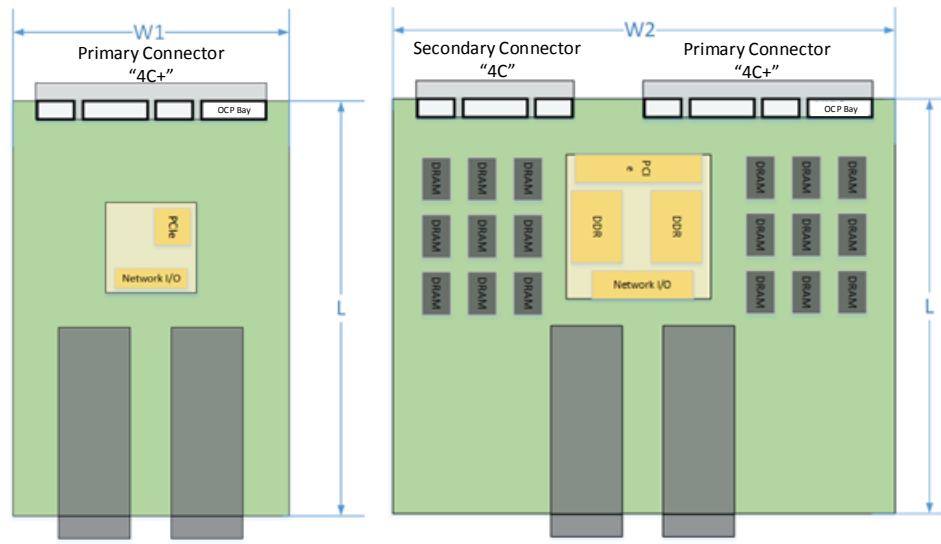 W1
Primary Connector
“4C+”
OCP Bay
PCIe
Network I/O
L
W2
Secondary Connector
“4C”
Primary Connector
“4C+”
OCP Bay
DRAM DRAM DRAM
DRAM DRAM DRAM
DRAM DRAM DRAM
PCI
e
DDR DDR
Network I/O
DRAM DRAM DRAM
DRAM DRAM DRAM
DRAM DRAM DRAM
L